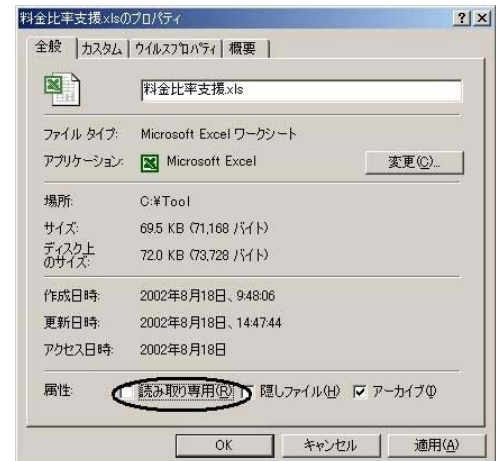 料金比率支援.xlsのプロパティ
全般 カスタム ウイルスプロパティ 概要
料金比率支援.xls
ファイル タイプ: Microsoft Excel ワークシート
アプリケーション: Microsoft Excel 変更(C)...
場所: C:¥Tool
サイズ: 69.5 KB (71,168 バイト)
ディスク上
のサイズ: 72.0 KB (73,728 バイト)
作成日時: 2002年8月18日、9:48:06
更新日時: 2002年8月18日、14:47:44
アクセス日時: 2002年8月18日
属性: 読み取り専用(R) 隠しファイル(H) アーカイブ(I)
OK キャンセル 適用(A)